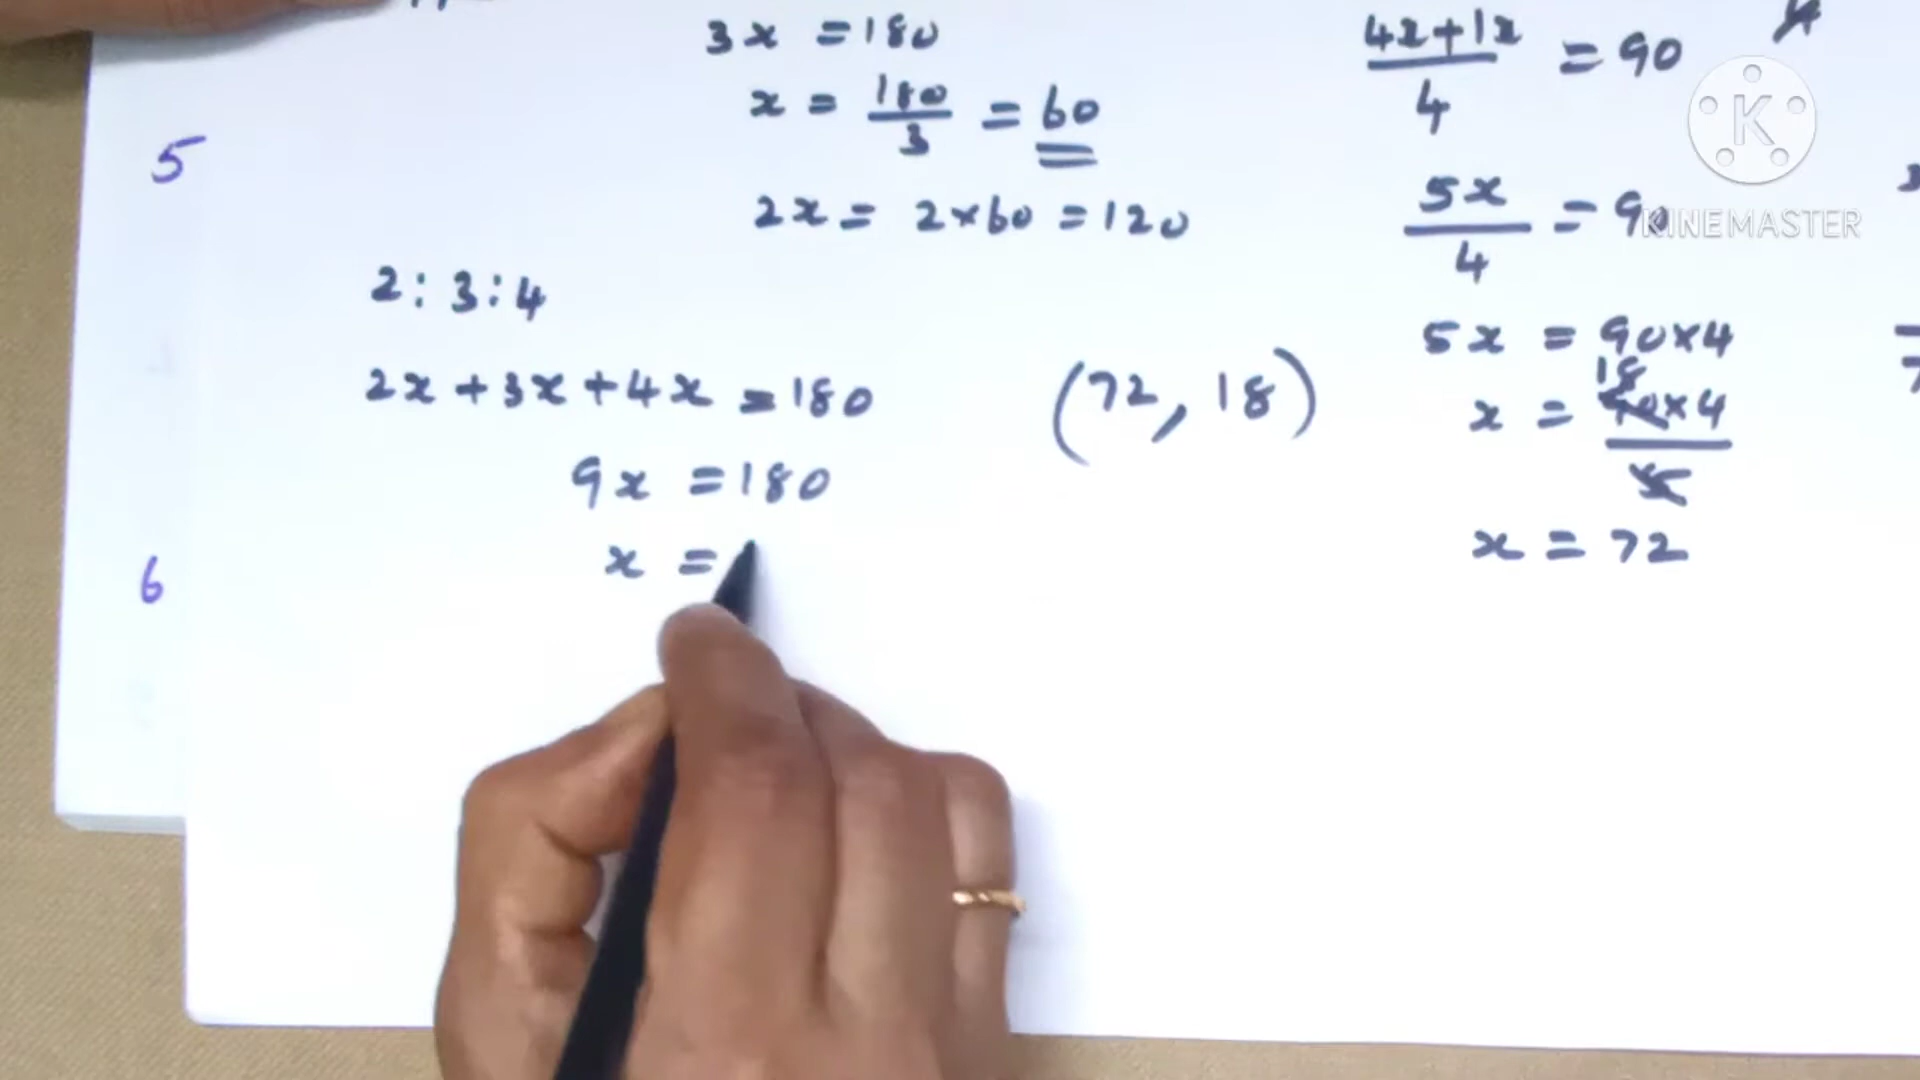 3x = 180
x = 180/3 = 60
2x = 2×60 = 120
5
2:3:4
2x+3x+4x = 180
9x = 180
x =
6
(72, 18)
4x+1x/4 = 90
5x/4 = 90
5x = 90×4
18
x = 90×4/5
x = 72
K
KINEMASTER